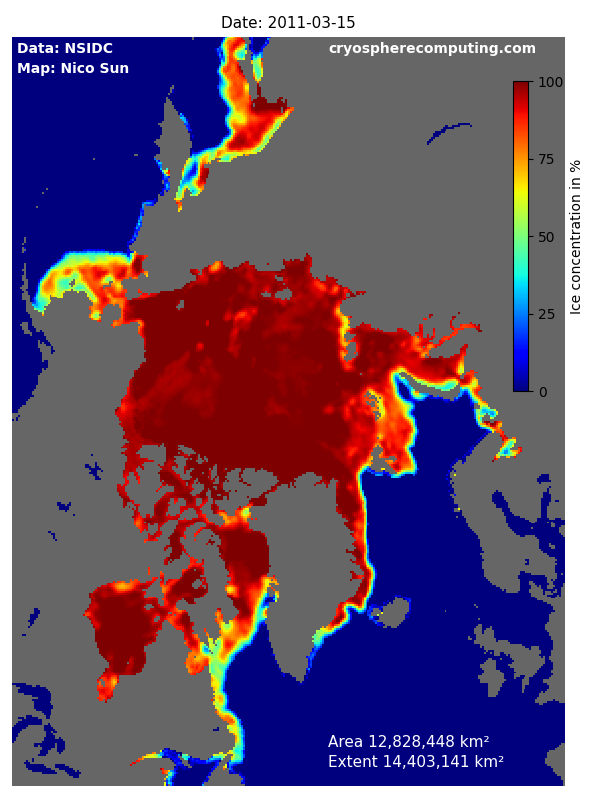 Date: 2011-03-15
Data: NSIDC
cryospherecomputing.com
Map: Nico Sun
100
75
50
25
0
Ice concentration in %
Area 12,828,448 km²
Extent 14,403,141 km²